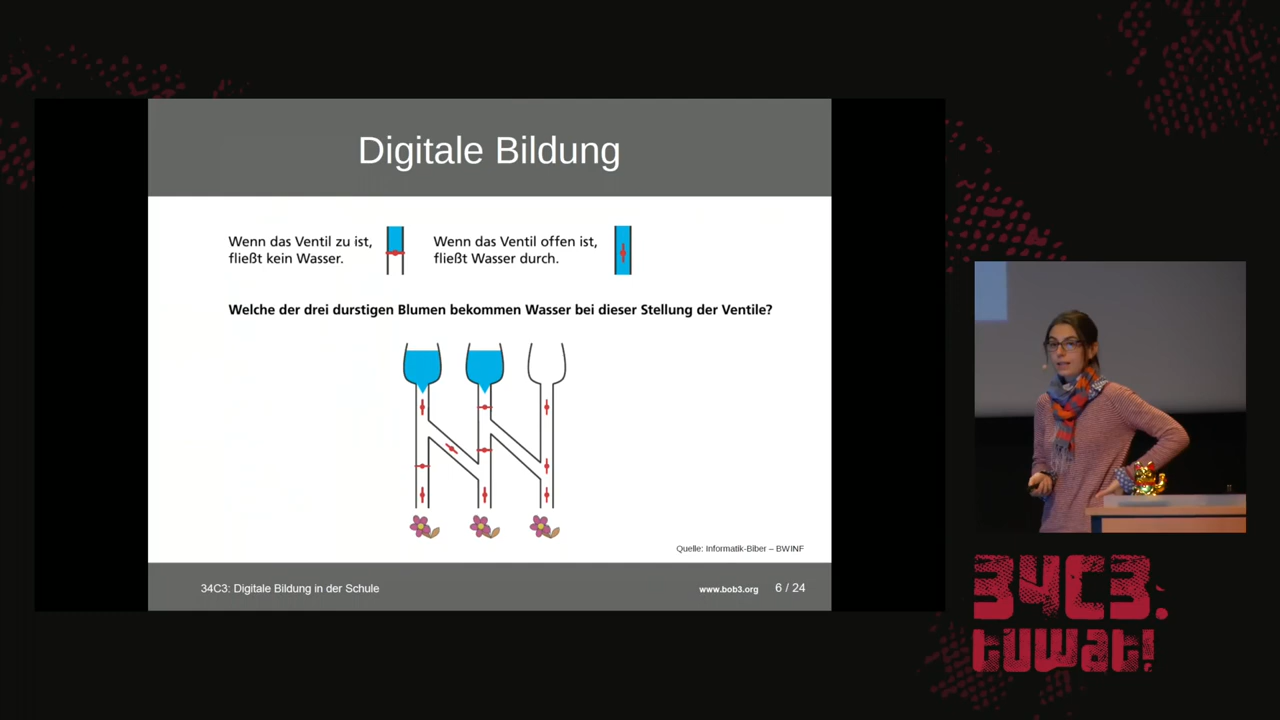 Digitale Bildung
Wenn das Ventil zu ist,
fließt kein Wasser.
Wenn das Ventil offen ist,
fließt Wasser durch.
Welche der drei durstigen Blumen bekommen Wasser bei dieser Stellung der Ventile?
Quelle: Informatik-Biber – BWINF
34C3: Digitale Bildung in der Schule
www.bob3.org
6 / 24
34C3.
tuwat!